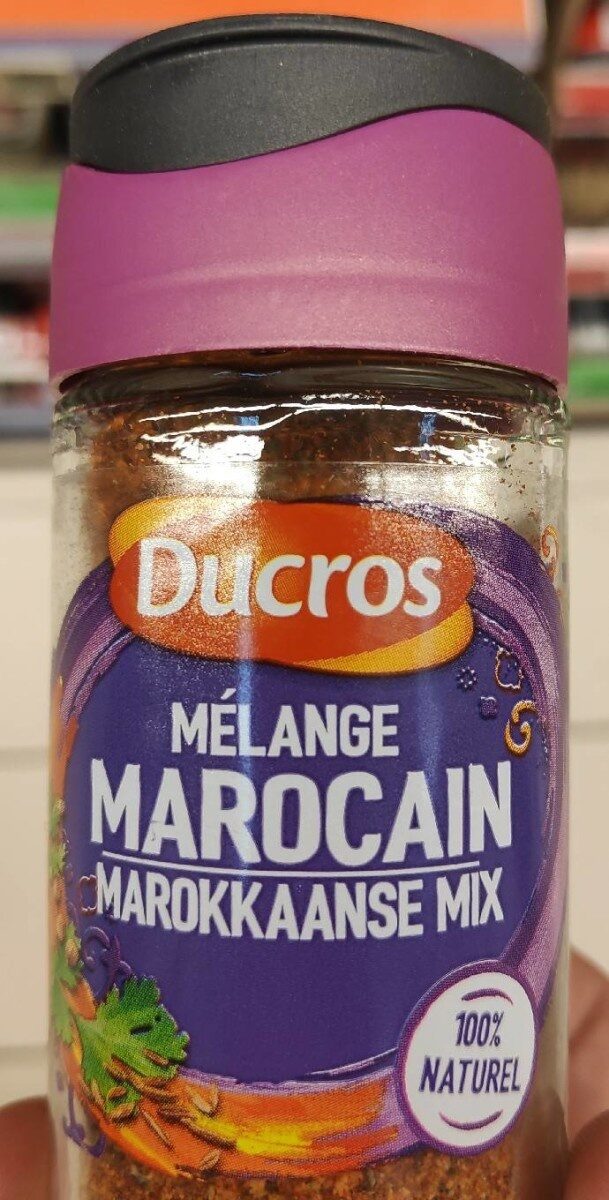 Ducros
MÉLANGE
MAROCAIN
MAROKKAANSE MIX
100%
NATUREL